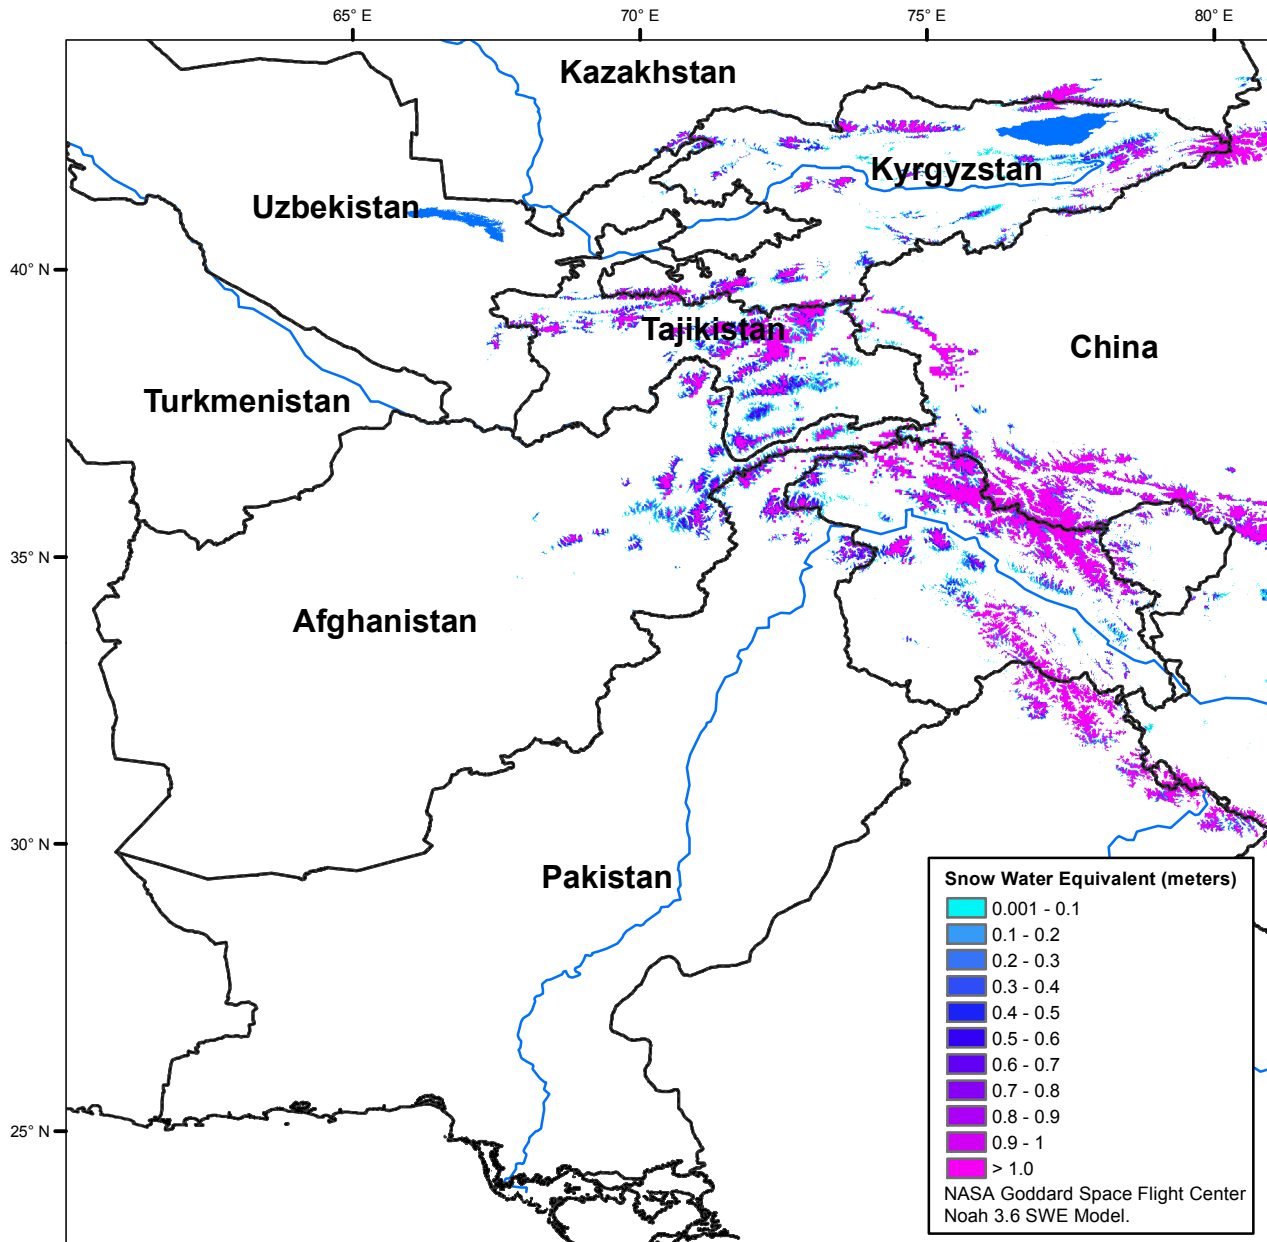 65° E
70° E
75° E
80° E
Kazakhstan
Kyrgyzstan
Uzbekistan
40° N
Tajikistan
China
Turkmenistan
35° N
Afghanistan
30° N
Pakistan
25° N
Snow Water Equivalent (meters)
0.001 - 0.1
0.1 - 0.2
0.2 - 0.3
0.3 - 0.4
0.4 - 0.5
0.5 - 0.6
0.6 - 0.7
0.7 - 0.8
0.8 - 0.9
0.9 - 1
> 1.0
NASA Goddard Space Flight Center
Noah 3.6 SWE Model.